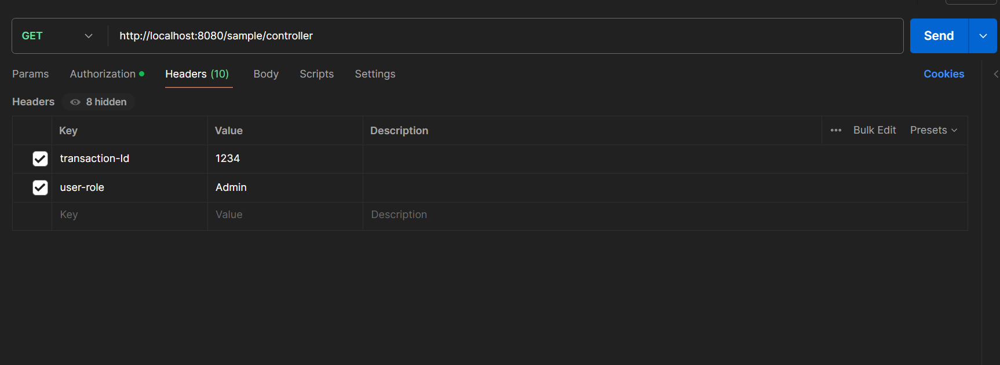 GET http://localhost:8080/sample/controller Send
Params Authorization Headers (10) Body Scripts Settings Cookies
Headers 8 hidden
Key Value Description Bulk Edit Presets
transaction-Id 1234
user-role Admin
Key Value Description